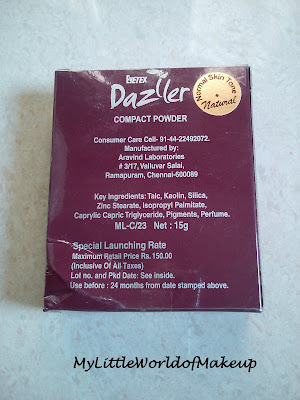 EYETEX
Dazller
Normal Skin Tone
Natural
COMPACT POWDER
Consumer Care Cell- 91-44-22492072.
Manufactured by:
Aravind Laboratories
# 3/17, Valluvar Salai,
Ramapuram, Chennai-600089
Key Ingredients: Talc, Kaolin, Silica,
Zinc Stearate, Isopropyl Palmitate,
Caprylic Capric Triglyceride, Pigments, Perfume.
ML-C/23 Net : 15g
Special Launching Rate
Maximum Retail Price Rs. 150.00
(Inclusive Of All Taxes)
Lot no. and Pkd Date: See inside.
Use before : 24 months from date stamped above.
MyLittleWorldofMakeup